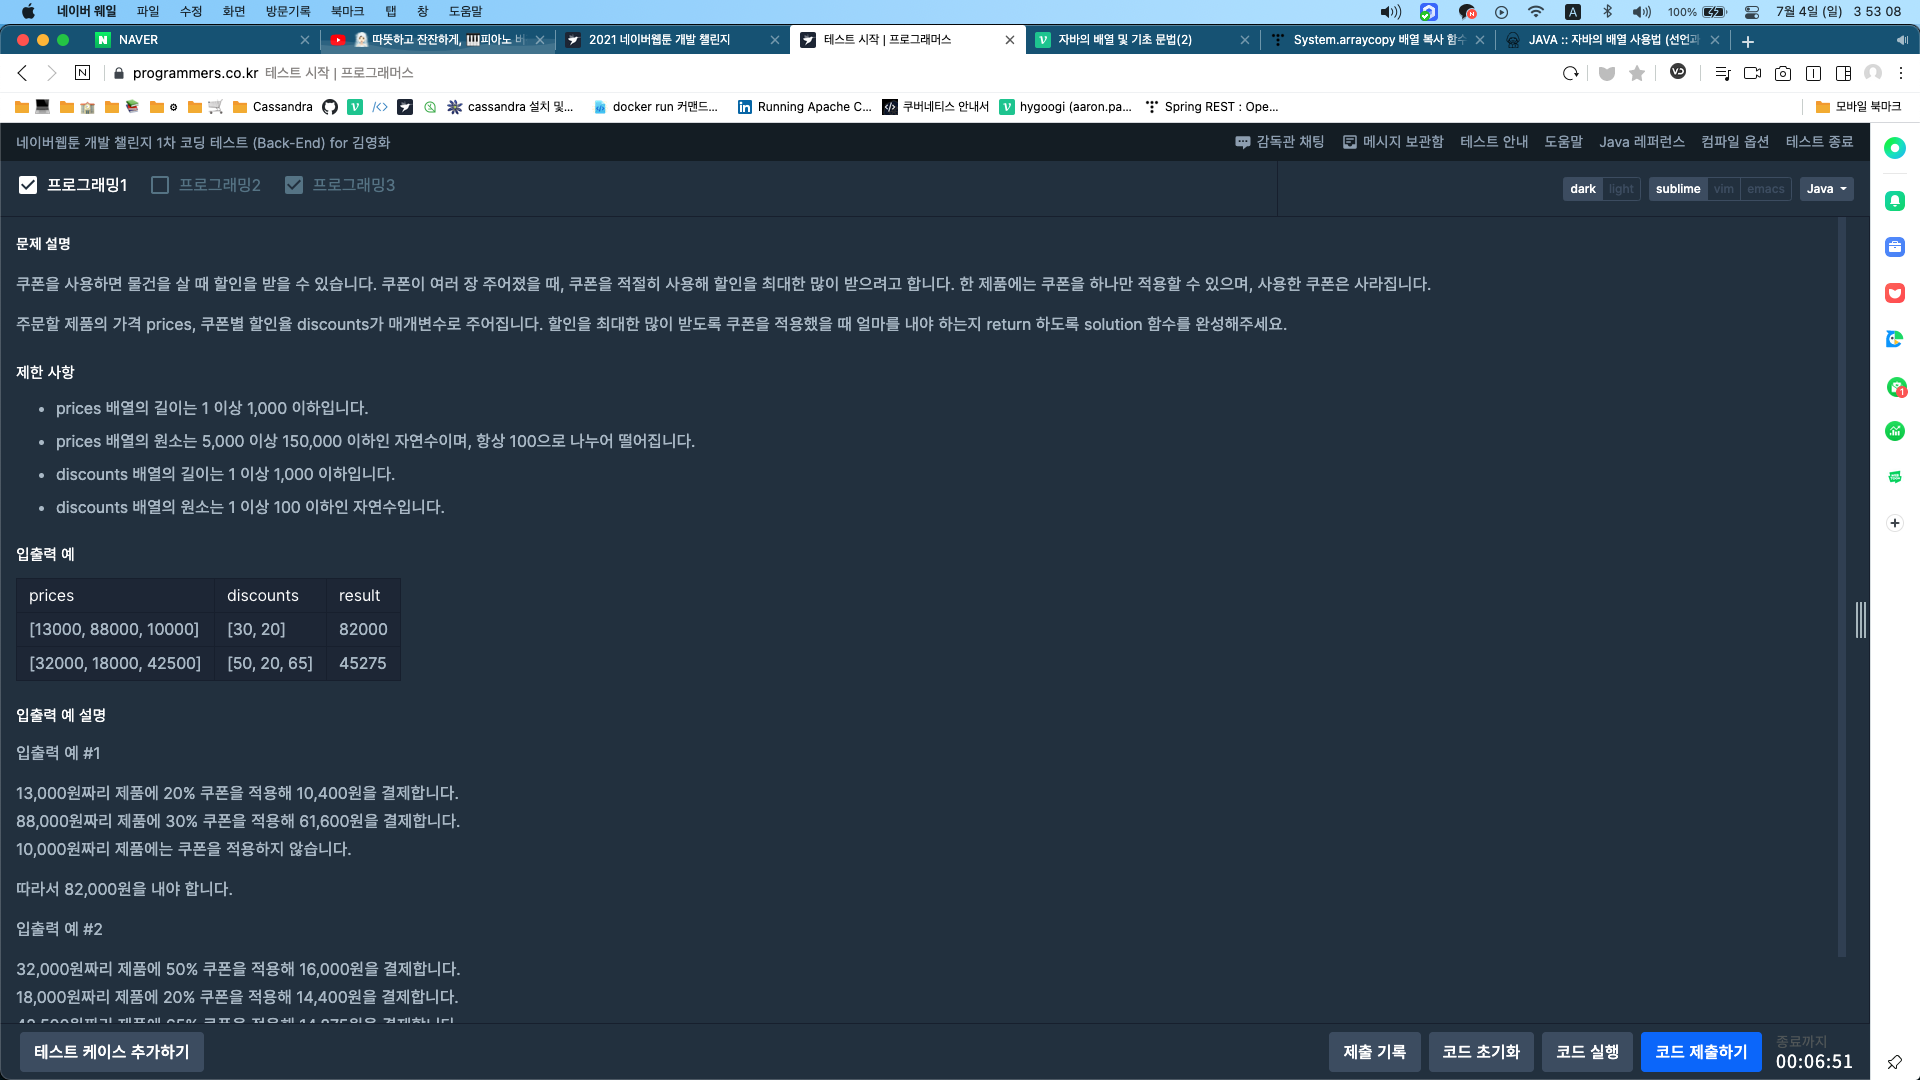 네이버 웨일 파일 수정 화면 방문기록 북마크 탭 창 도움말 A 100% 7월 4일 (일) 3 53 08
NAVER
따뜻하고 잔잔하게, 🎹피아노
2021 네이버웹툰 개발 챌린지
테스트 시작 | 프로그래머스
자바의 배열 및 기초 문법(2)
System.arraycopy 배열 복사 함수
JAVA :: 자바의 배열 사용법 (선언과
programmers.co.kr 테스트 시작 | 프로그래머스
Cassandra
cassandra 설치 및...
docker run 커맨드...
Running Apache C...
쿠버네티스 안내서
hygoogi (aaron.pa...
Spring REST : Ope...
모바일 북마크
네이버웹툰 개발 챌린지 1차 코딩 테스트 (Back-End) for 김영화
감독관 채팅 메시지 보관함 테스트 안내 도움말 Java 레퍼런스 컴파일 옵션 테스트 종료
프로그래밍1 프로그래밍2 프로그래밍3
dark light sublime vim emacs Java
문제 설명
쿠폰을 사용하면 물건을 살 때 할인을 받을 수 있습니다. 쿠폰이 여러 장 주어졌을 때, 쿠폰을 적절히 사용해 할인을 최대한 많이 받으려고 합니다. 한 제품에는 쿠폰을 하나만 적용할 수 있으며, 사용한 쿠폰은 사라집니다.
주문할 제품의 가격 prices, 쿠폰별 할인율 discounts가 매개변수로 주어집니다. 할인을 최대한 많이 받도록 쿠폰을 적용했을 때 얼마를 내야 하는지 return 하도록 solution 함수를 완성해주세요.
제한 사항
• prices 배열의 길이는 1 이상 1,000 이하입니다.
• prices 배열의 원소는 5,000 이상 150,000 이하인 자연수이며, 항상 100으로 나누어 떨어집니다.
• discounts 배열의 길이는 1 이상 1,000 이하입니다.
• discounts 배열의 원소는 1 이상 100 이하인 자연수입니다.
입출력 예
prices discounts result
[13000, 88000, 10000] [30, 20] 82000
[32000, 18000, 42500] [50, 20, 65] 45275
입출력 예 설명
입출력 예 #1
13,000원짜리 제품에 20% 쿠폰을 적용해 10,400원을 결제합니다.
88,000원짜리 제품에 30% 쿠폰을 적용해 61,600원을 결제합니다.
10,000원짜리 제품에는 쿠폰을 적용하지 않습니다.
따라서 82,000원을 내야 합니다.
입출력 예 #2
32,000원짜리 제품에 50% 쿠폰을 적용해 16,000원을 결제합니다.
18,000원짜리 제품에 20% 쿠폰을 적용해 14,400원을 결제합니다.
42,500원짜리 제품에 65% 쿠폰을 적용해 14,875원을 결제합니다.
테스트 케이스 추가하기
제출 기록 코드 초기화 코드 실행 코드 제출하기
종료까지
00:06:51